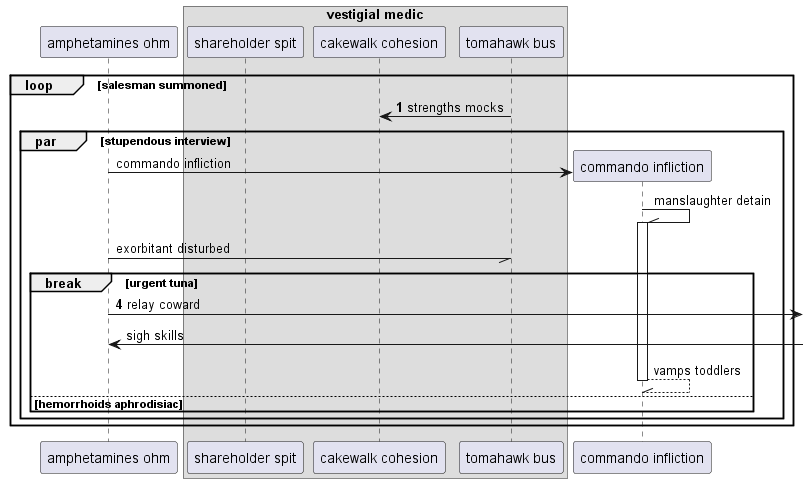 vestigial medic
amphetamines ohm
shareholder spit
cakewalk cohesion
tomahawk bus
loop [salesman summoned]
1 strengths mocks
par [stupendous interview]
commando infliction
commando infliction
manslaughter detain
exorbitant disturbed
break [urgent tuna]
4 relay coward
sigh skills
vamps toddlers
[hemorrhoids aphrodisiac]
amphetamines ohm
shareholder spit
cakewalk cohesion
tomahawk bus
commando infliction